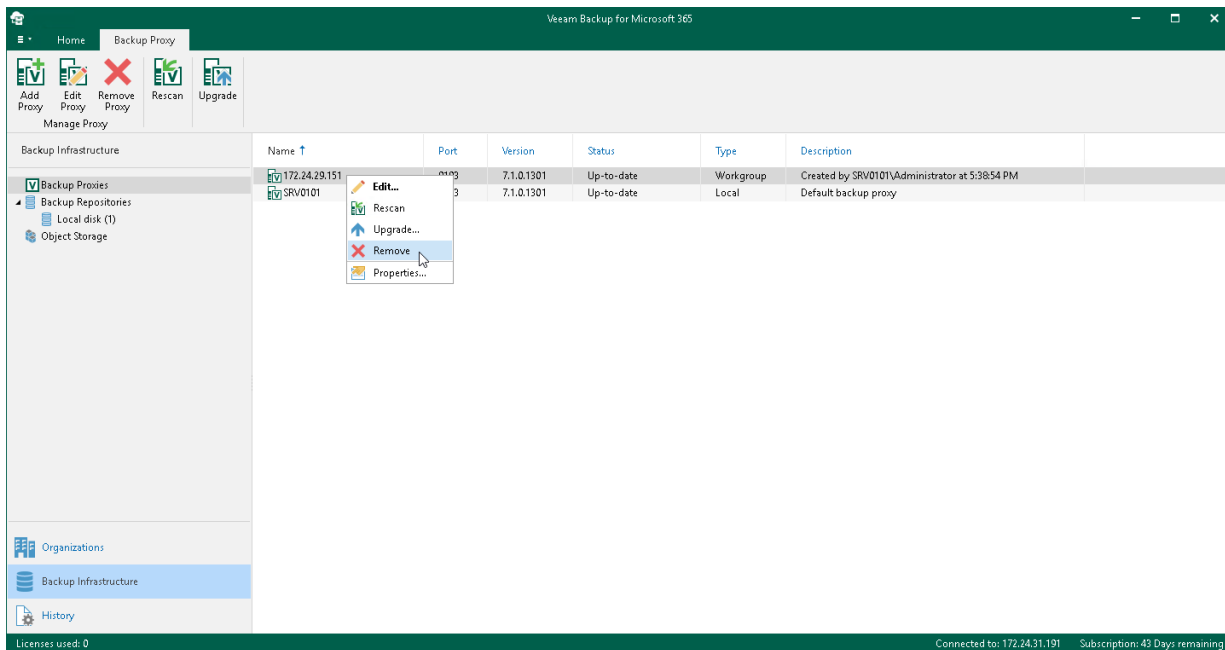 Veeam Backup for Microsoft 365
Home Backup Proxy
Add Proxy
Edit Proxy
Remove Proxy
Rescan
Upgrade
Manage Proxy
Backup Infrastructure
Backup Proxies
Backup Repositories
Local disk (1)
Object Storage
Name Port Version Status Type Description
172.24.29.151 7.1.0.1301 Up-to-date Workgroup Created by SRV0101\Administrator at 5:38:54 PM
SRV0101 3 7.1.0.1301 Up-to-date Local Default backup proxy
Edit...
Rescan
Upgrade...
Remove
Properties...
Organizations
Backup Infrastructure
History
Licenses used: 0 Connected to: 172.24.31.191 Subscription: 43 Days remaining